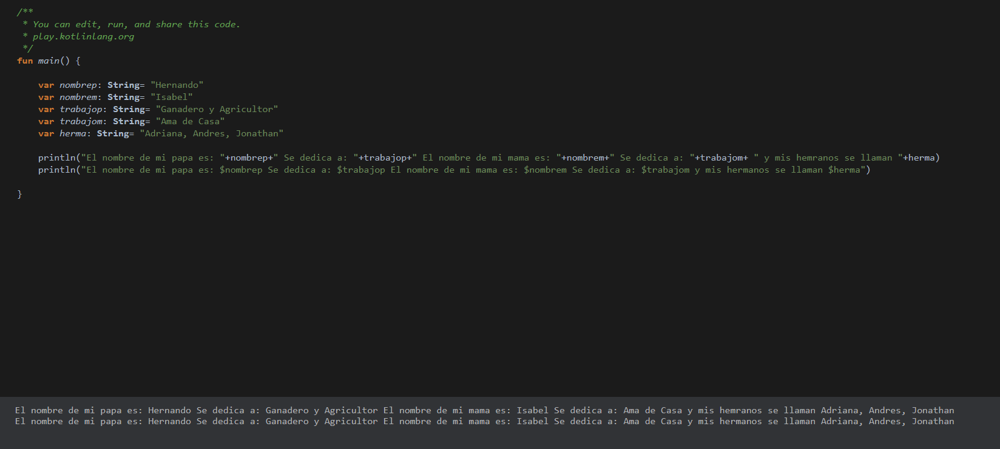 /**
 * You can edit, run, and share this code.
 * play.kotlinlang.org
 */
fun main() {
    var nombrep: String= "Hernando"
    var nombrem: String= "Isabel"
    var trabajop: String= "Ganadero y Agricultor"
    var trabajom: String= "Ama de Casa"
    var herma: String= "Adriana, Andres, Jonathan"
    println("El nombre de mi papa es: "+nombrep+" Se dedica a: "+trabajop+" El nombre de mi mama es: "+nombrem+" Se dedica a: "+trabajom+ " y mis hemranos se llaman "+herma)
    println("El nombre de mi papa es: $nombrep Se dedica a: $trabajop El nombre de mi mama es: $nombrem Se dedica a: $trabajom y mis hermanos se llaman $herma")
}
El nombre de mi papa es: Hernando Se dedica a: Ganadero y Agricultor El nombre de mi mama es: Isabel Se dedica a: Ama de Casa y mis hemranos se llaman Adriana, Andres, Jonathan
El nombre de mi papa es: Hernando Se dedica a: Ganadero y Agricultor El nombre de mi mama es: Isabel Se dedica a: Ama de Casa y mis hermanos se llaman Adriana, Andres, Jonathan